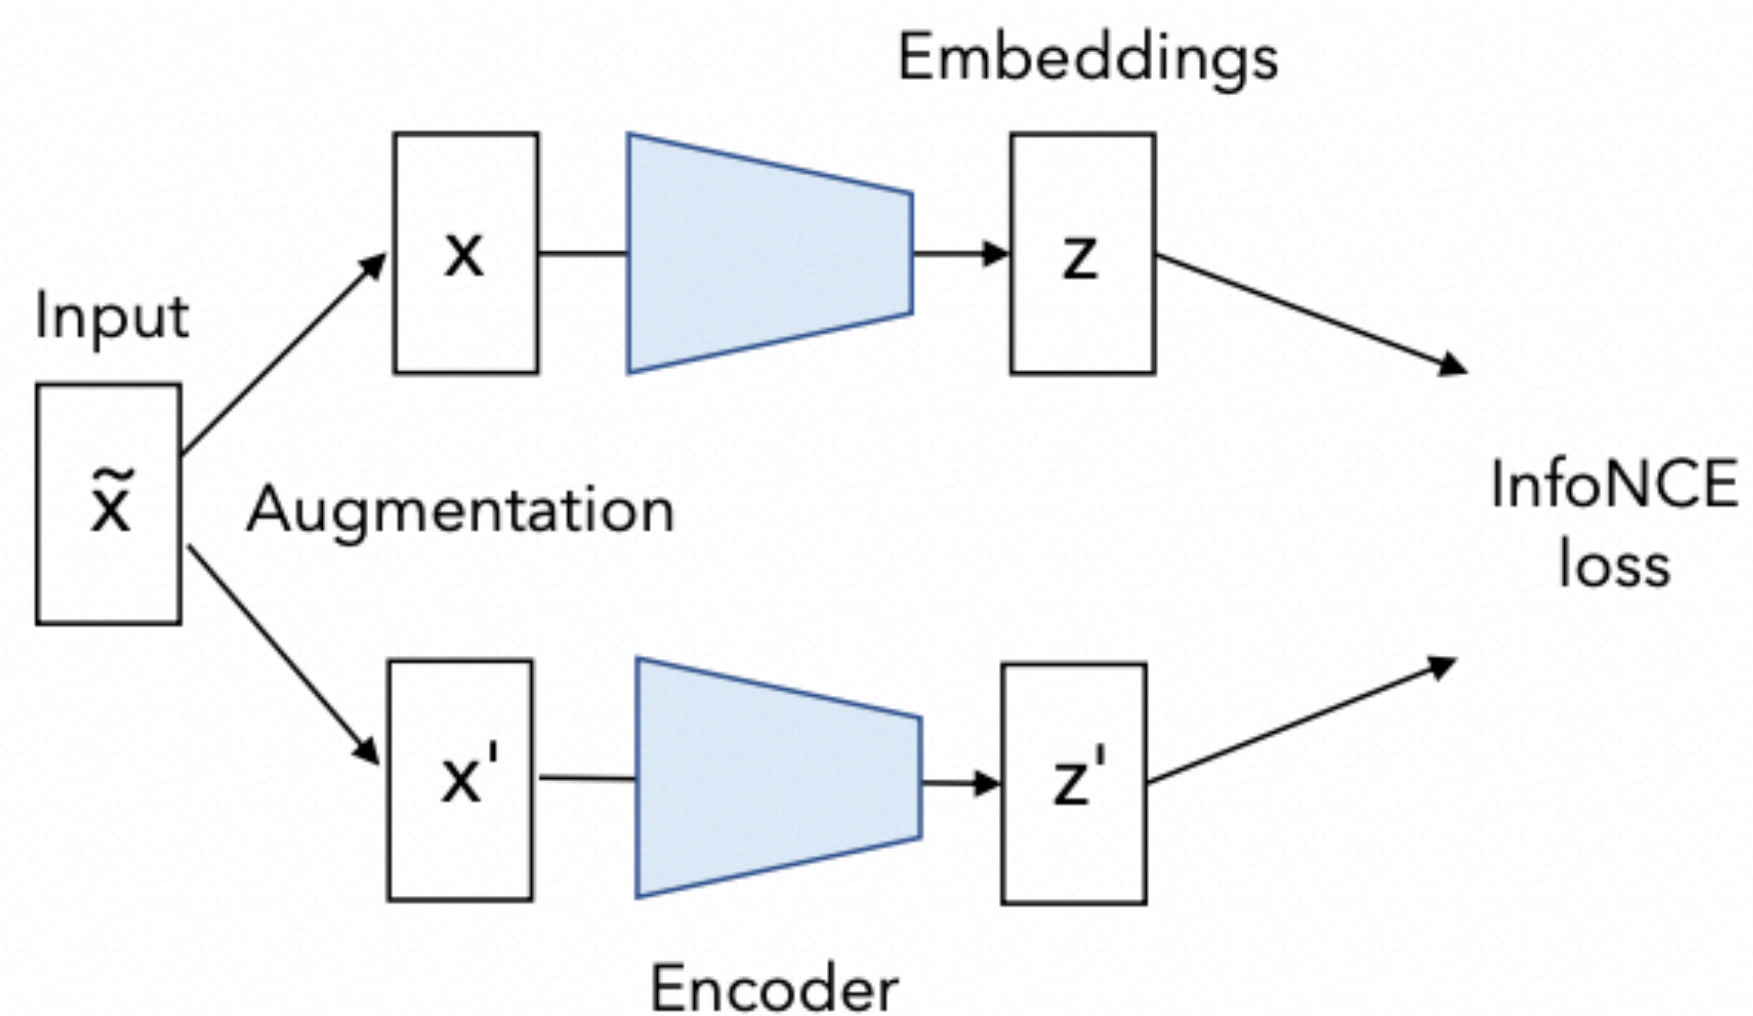 Embeddings
x
z
Input
x̃
Augmentation
InfoNCE
loss
x'
z'
Encoder